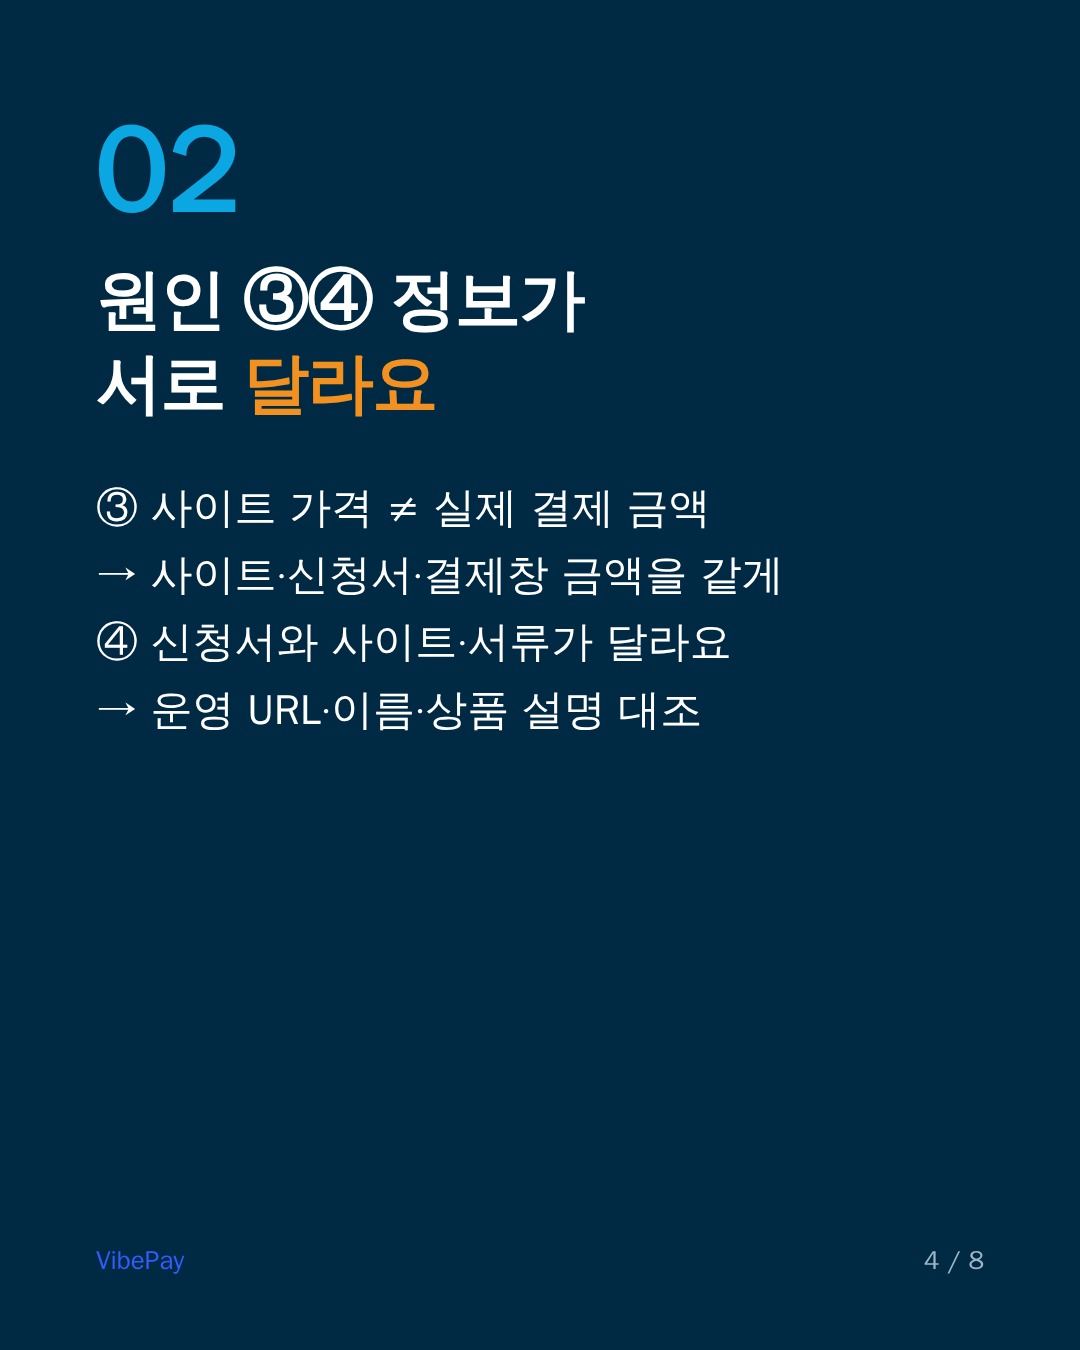 02
원인 ③④ 정보가
서로 달라요
③ 사이트 가격 ≠ 실제 결제 금액
→ 사이트·신청서·결제창 금액을 같게
④ 신청서와 사이트·서류가 달라요
→ 운영 URL·이름·상품 설명 대조
VibePay
4 / 8